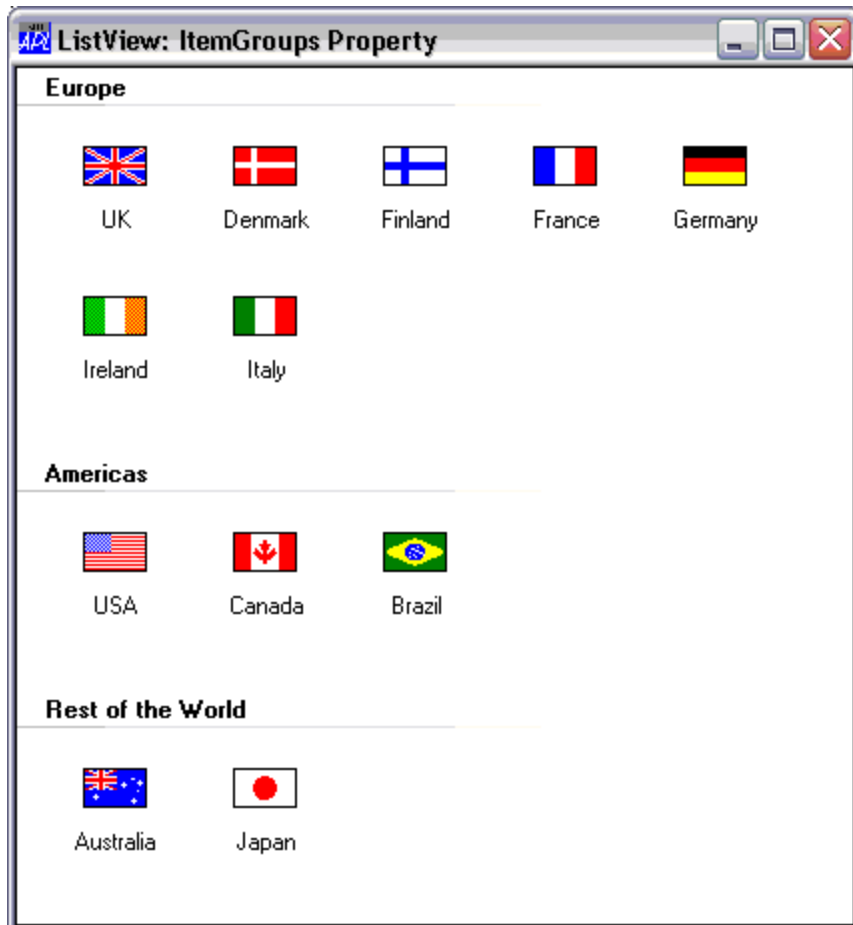 ListView: ItemGroups Property
Europe
UK Denmark Finland France Germany
Ireland Italy
Americas
USA Canada Brazil
Rest of the World
Australia Japan